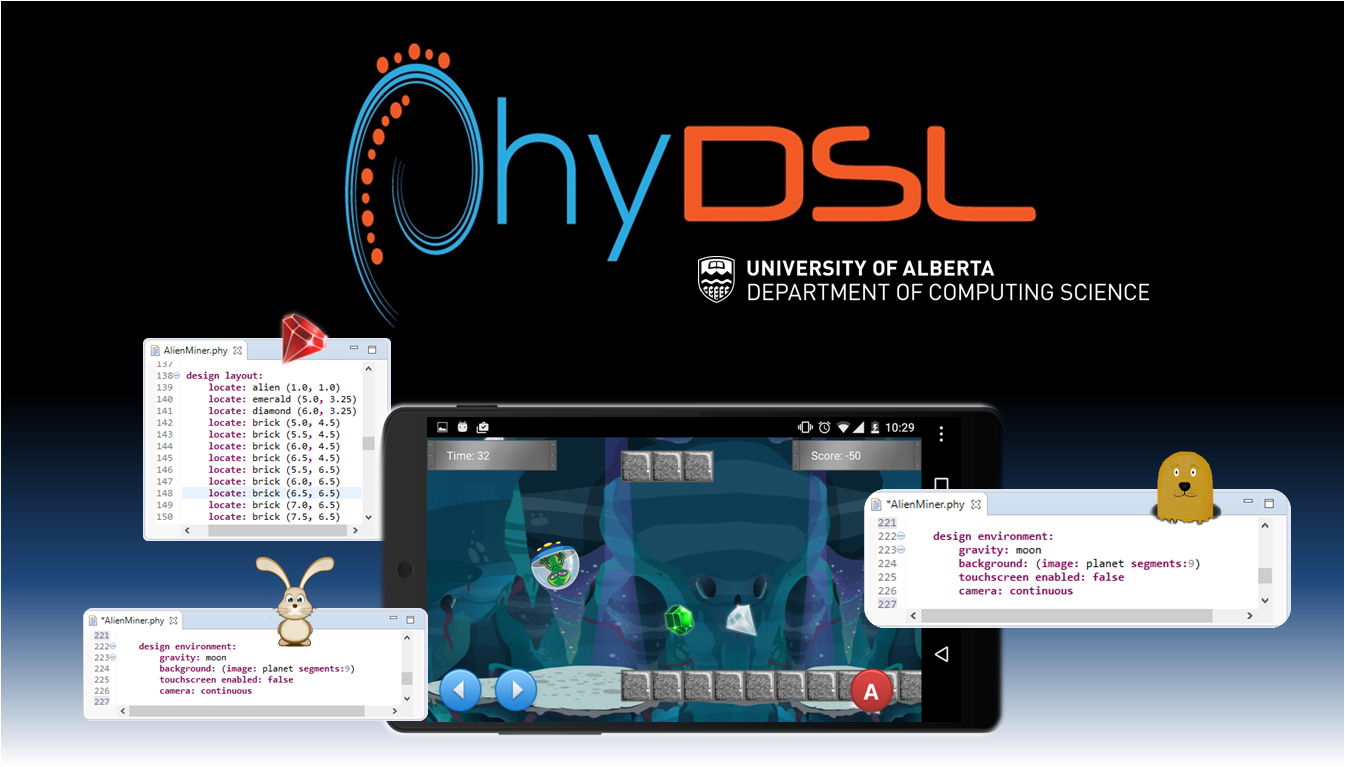 PhyDSL
UNIVERSITY OF ALBERTA
DEPARTMENT OF COMPUTING SCIENCE
AlienMiner.phy
137
138 design layout:
139 locate: alien (1.0, 1.0)
140 locate: emerald (5.0, 3.25)
141 locate: diamond (6.0, 3.25)
142 locate: brick (5.0, 4.5)
143 locate: brick (5.5, 4.5)
144 locate: brick (6.0, 4.5)
145 locate: brick (6.5, 4.5)
146 locate: brick (5.5, 6.5)
147 locate: brick (6.0, 6.5)
148 locate: brick (6.5, 6.5)
149 locate: brick (7.0, 6.5)
150 locate: brick (7.5, 6.5)
10:29
Time: 32
Score: -50
A
*AlienMiner.phy
221
222 design environment:
223 gravity: moon
224 background: (image: planet segments:9)
225 touchscreen enabled: false
226 camera: continuous
227
*AlienMiner.phy
221
222 design environment:
223 gravity: moon
224 background: (image: planet segments:9)
225 touchscreen enabled: false
226 camera: continuous
227